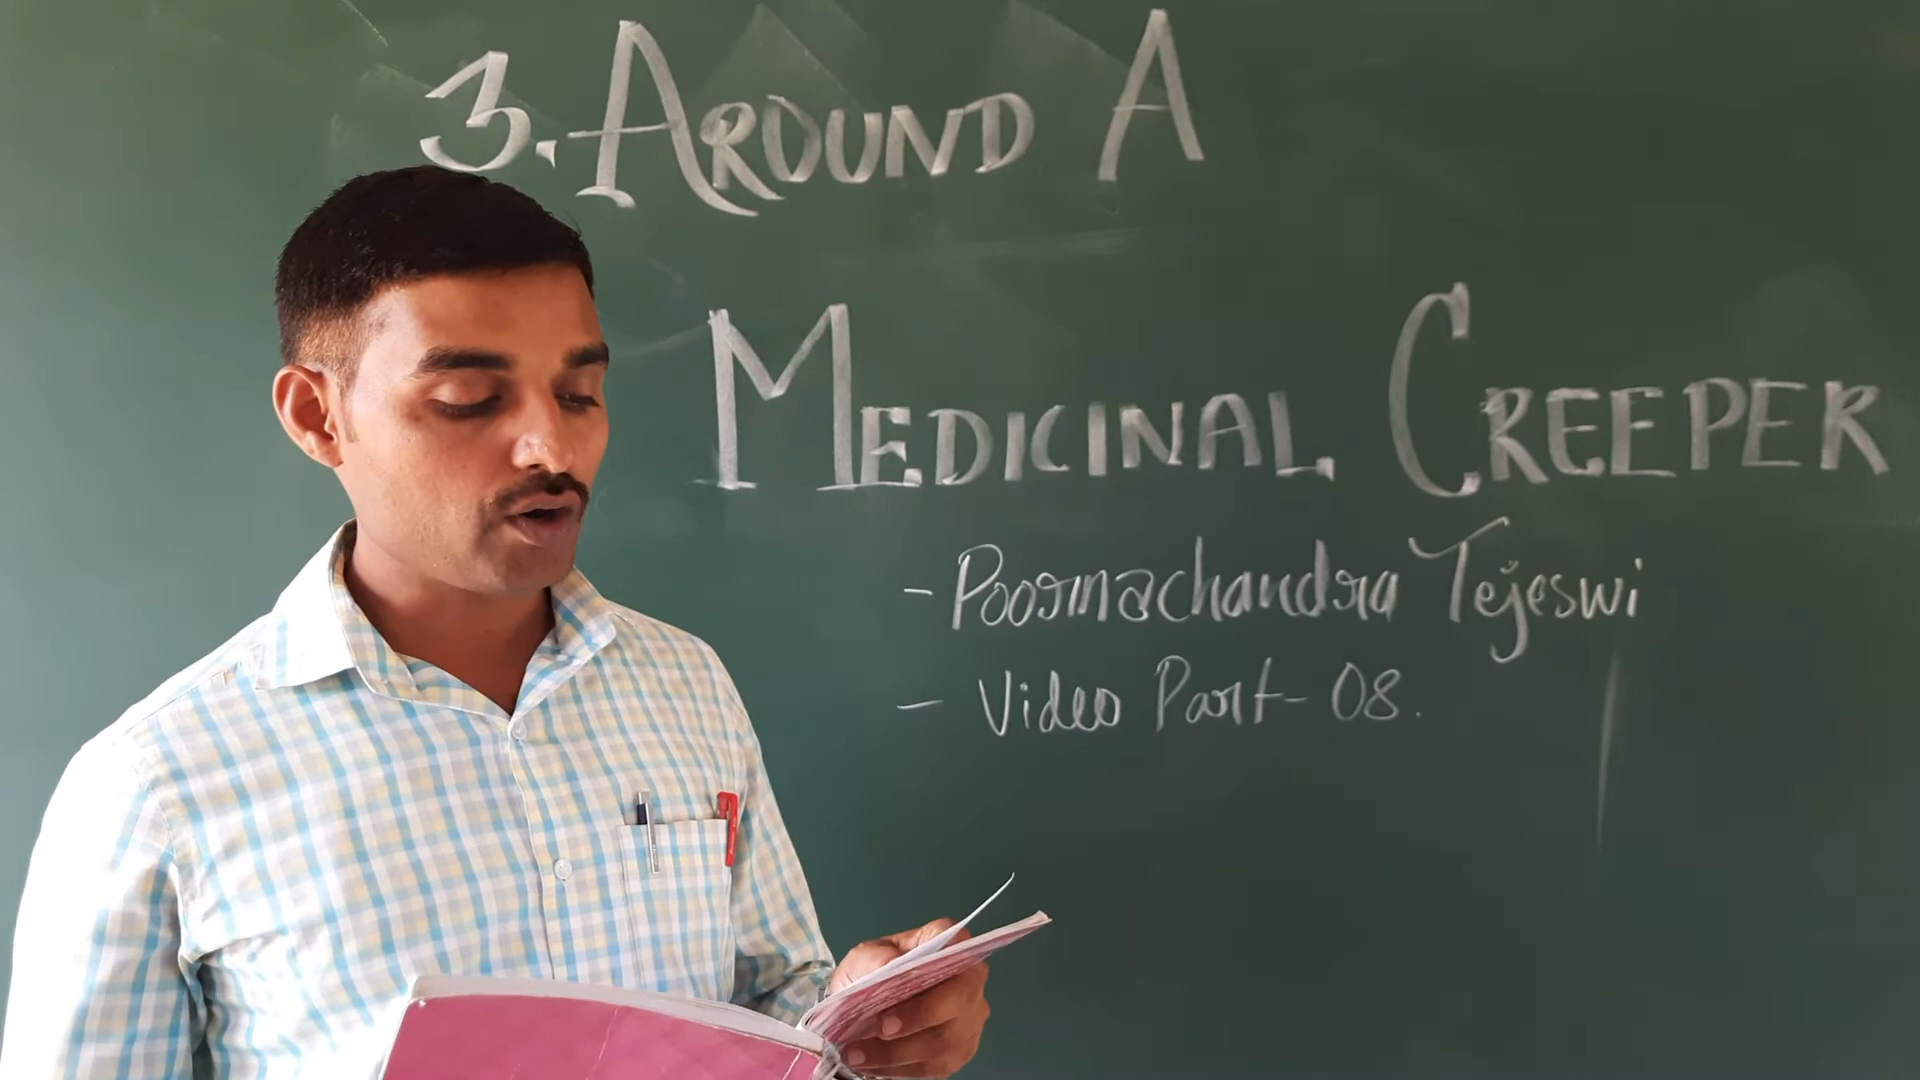 3. AROUND A
MEDICINAL CREEPER
- Poornachandra Tejeswi
- Video Part - 08.